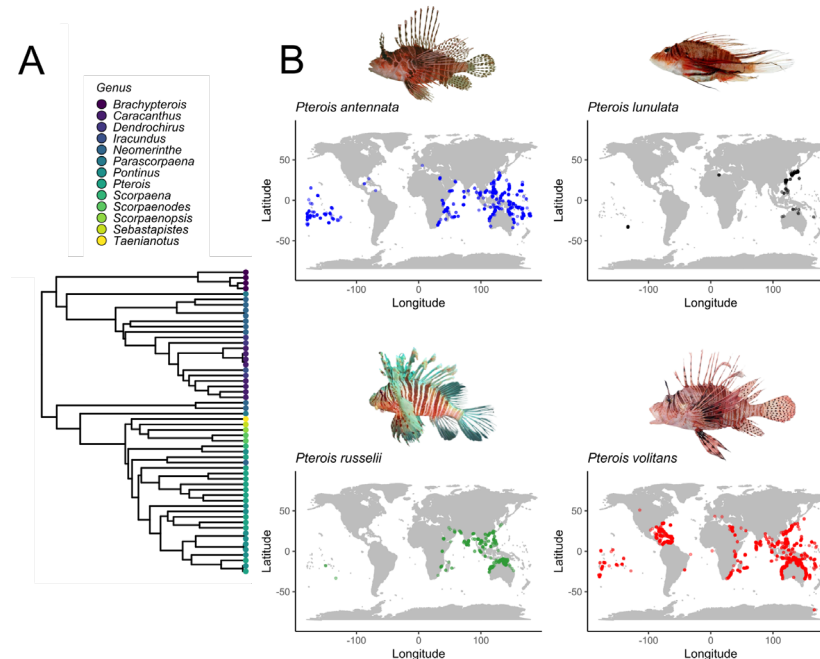 A
Genus
Brachypterois
Caracanthus
Dendrochirus
Iracundus
Neomerinthe
Parascorpaena
Pontinus
Pterois
Scorpaena
Scorpaenodes
Scorpaenopsis
Sebastapistes
Taenianotus
B
Pterois antennata
Latitude
50
0
-50
-100
0
100
Longitude
Pterois lunulata
Latitude
50
0
-50
-100
0
100
Longitude
Pterois russelii
Latitude
50
0
-50
-100
0
100
Longitude
Pterois volitans
Latitude
50
0
-50
-100
0
100
Longitude